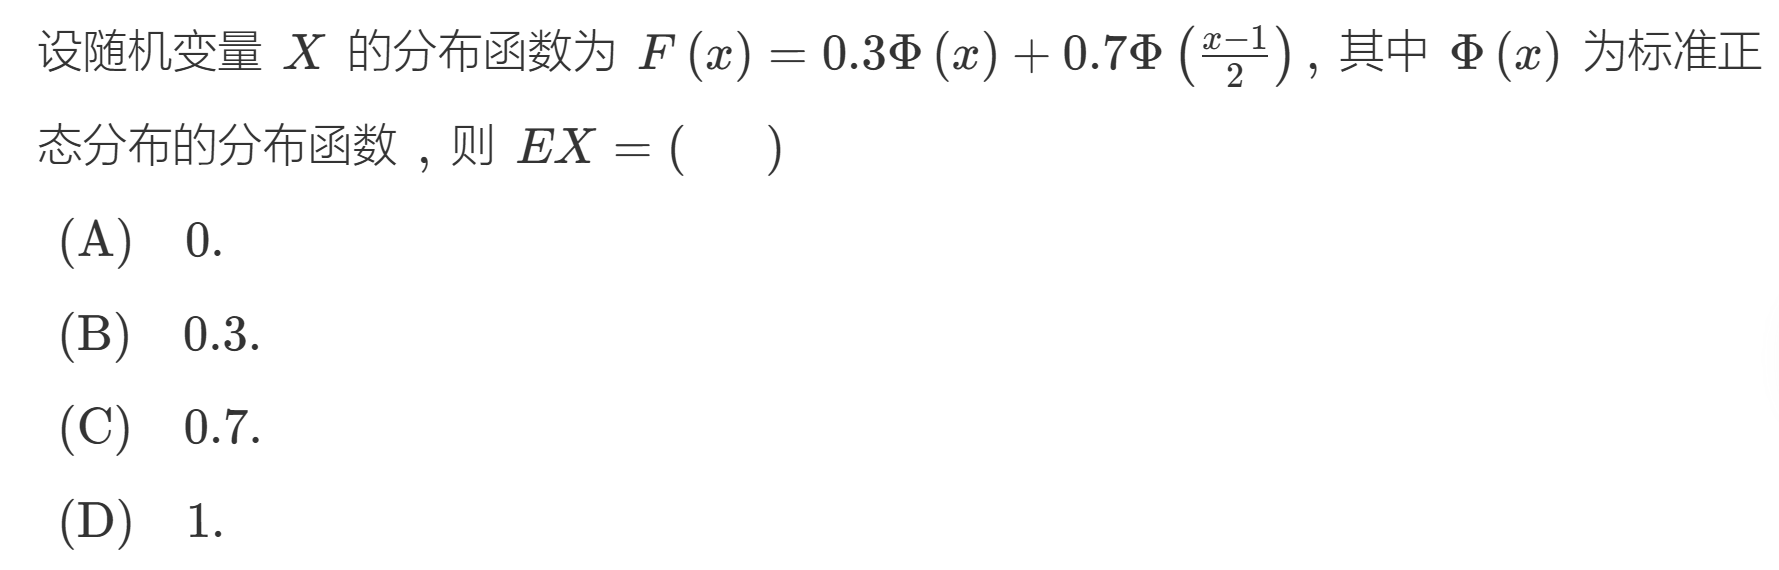 设随机变量 X 的分布函数为 F(x) = 0.3Φ(x) + 0.7Φ(\frac{x-1}{2}), 其中 Φ(x) 为标准正
态分布的分布函数, 则 EX = (    )
(A) 0.
(B) 0.3.
(C) 0.7.
(D) 1.